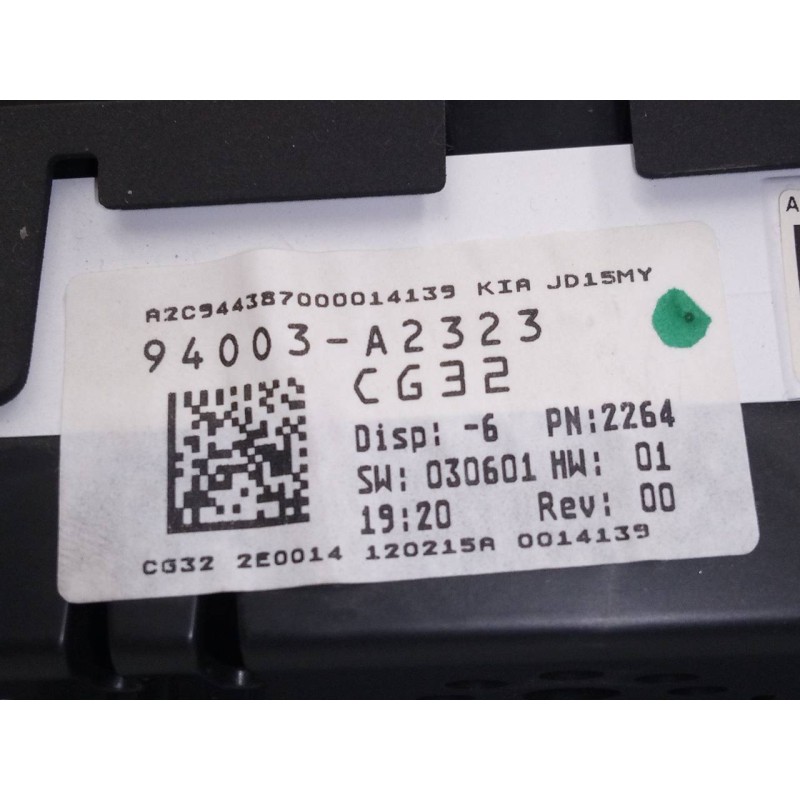 A2C94438700014139 KIA JD15MY
94003-A2323
CG32
Disp: -6 PN:2264
SW: 030601 HW: 01
19:20 Rev: 00
CG32 2E0014 120215A 0014139
A